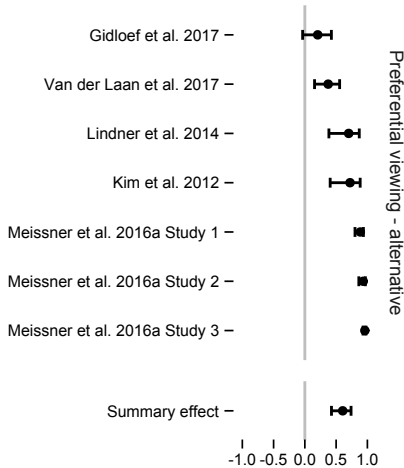 Gidloef et al. 2017
Van der Laan et al. 2017
Lindner et al. 2014
Kim et al. 2012
Meissner et al. 2016a Study 1
Meissner et al. 2016a Study 2
Meissner et al. 2016a Study 3
Summary effect
-1.0 -0.5 0.0 0.5 1.0
Preferential viewing - alternative